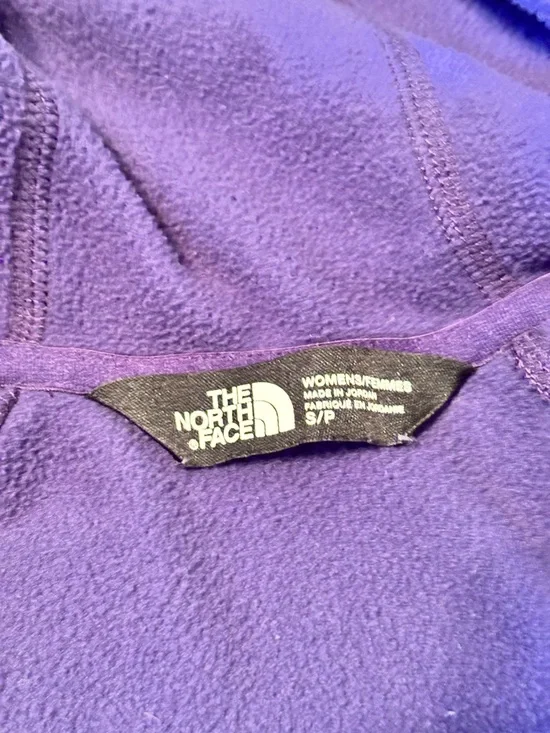 THE
NORTH
FACE
WOMENS/FEMMES
MADE IN JORDAN
FABRIQUÉ EN JORDANIE
S/P